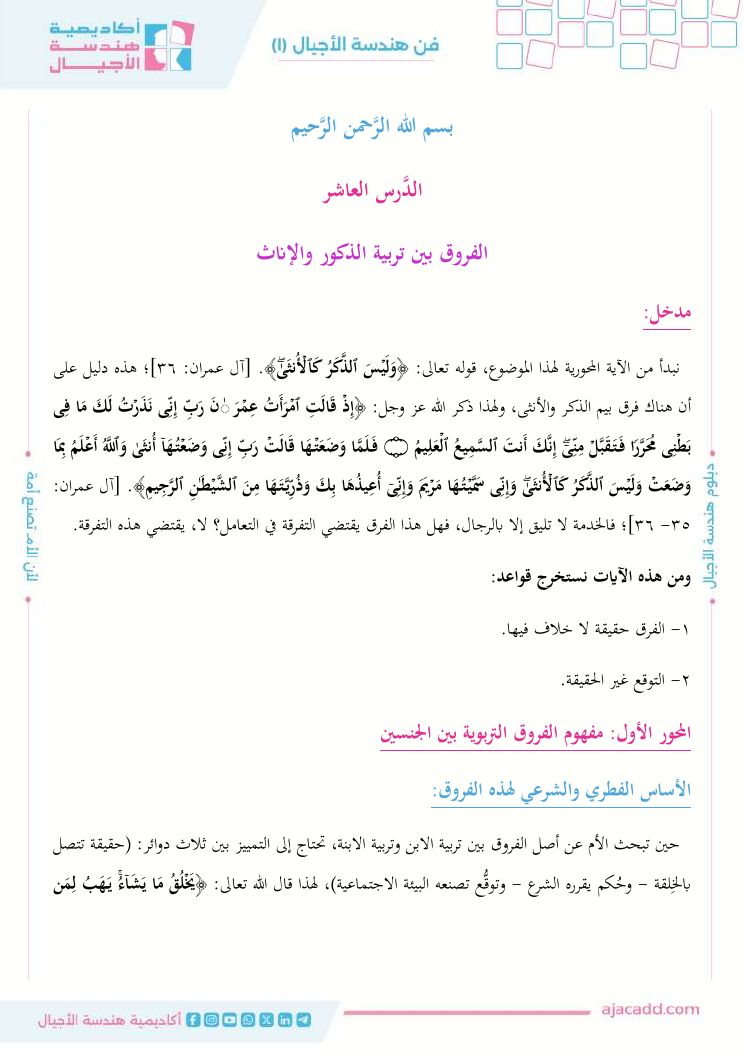 أكاديمية
هندسة
الأجيال
فن هندسة الأجيال (١)
بسم الله الرَّحمن الرَّحيم
الدَّرس العاشر
الفروق بين تربية الذكور والإناث
مدخل:
نبدأ من الآية المحورية لهذا الموضوع، قوله تعالى: ﴿وَلَيْسَ ٱلذَّكَرُ كَٱلْأُنثَىٰۖ﴾. [آل عمران: ٣٦]؛ هذه دليل على
أن هناك فرق بيم الذكر والأنثى، ولهذا ذكر الله عز وجل: ﴿إِذْ قَالَتِ ٱمْرَأَتُ عِمْرَٰنَ رَبِّ إِنِّى نَذَرْتُ لَكَ مَا فِى
بَطْنِى مُحَرَّرًا فَتَقَبَّلْ مِنِّىٓۖ إِنَّكَ أَنتَ ٱلسَّمِيعُ ٱلْعَلِيمُ ۝ فَلَمَّا وَضَعَتْهَا قَالَتْ رَبِّ إِنِّى وَضَعْتُهَآ أُنثَىٰ وَٱللَّهُ أَعْلَمُ بِمَا
وَضَعَتْ وَلَيْسَ ٱلذَّكَرُ كَٱلْأُنثَىٰۖ وَإِنِّى سَمَّيْتُهَا مَرْيَمَ وَإِنِّىٓ أُعِيذُهَا بِكَ وَذُرِّيَّتَهَا مِنَ ٱلشَّيْطَٰنِ ٱلرَّجِيمِ﴾. [آل عمران:
٣٥- ٣٦]؛ فالخدمة لا تليق إلا بالرجال، فهل هذا الفرق يقتضي التفرقة في التعامل؟ لا، يقتضي هذه التفرقة.
ومن هذه الآيات نستخرج قواعد:
١- الفرق حقيقة لا خلاف فيها.
٢- التوقع غير الحقيقة.
المحور الأول: مفهوم الفروق التربوية بين الجنسين
الأساس الفطري والشرعي لهذه الفروق:
حين تبحث الأم عن أصل الفروق بين تربية الابن وتربية الابنة، تحتاج إلى التمييز بين ثلاث دوائر: (حقيقة تتصل
بالخِلقة – وحُكم يقرره الشرع – وتوقُّع تصنعه البيئة الاجتماعية)، لهذا قال الله تعالى: ﴿يَخْلُقُ مَا يَشَآءُۚ يَهَبُ لِمَن
دبلوم هندسة الأجيال
لأن الأم تصنع أمة
أكاديمية هندسة الأجيال
ajacadd.com